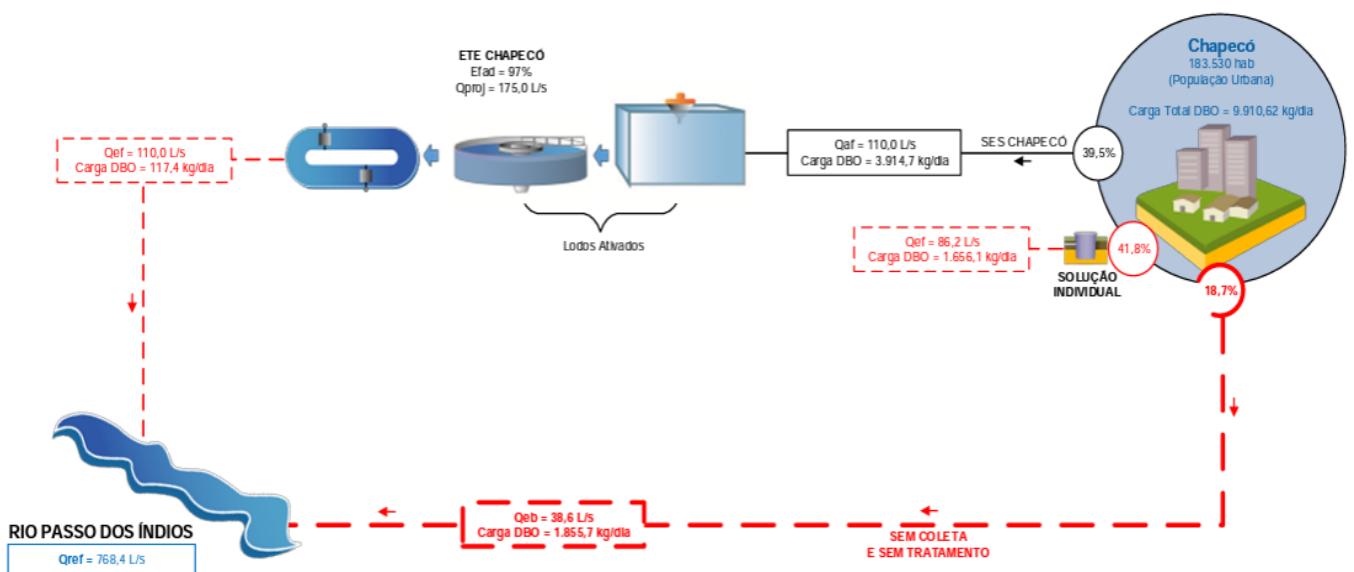 Chapecó
183.530 hab
(População Urbana)
Carga Total DBO = 9.910,62 kg/dia
ETE CHAPECÓ
Efad = 97%
Qproj = 175,0 L/s
Qef = 110,0 L/s
Carga DBO = 117,4 kg/dia
Qaf = 110,0 L/s
Carga DBO = 3.914,7 kg/dia
SES CHAPECÓ
39,5%
Lodos Ativados
Qef = 86,2 L/s
Carga DBO = 1.656,1 kg/dia
41,8%
SOLUÇÃO
INDIVIDUAL
18,7%
RIO PASSO DOS ÍNDIOS
Qref = 768,4 L/s
Qeb = 38,6 L/s
Carga DBO = 1.855,7 kg/dia
SEM COLETA
E SEM TRATAMENTO